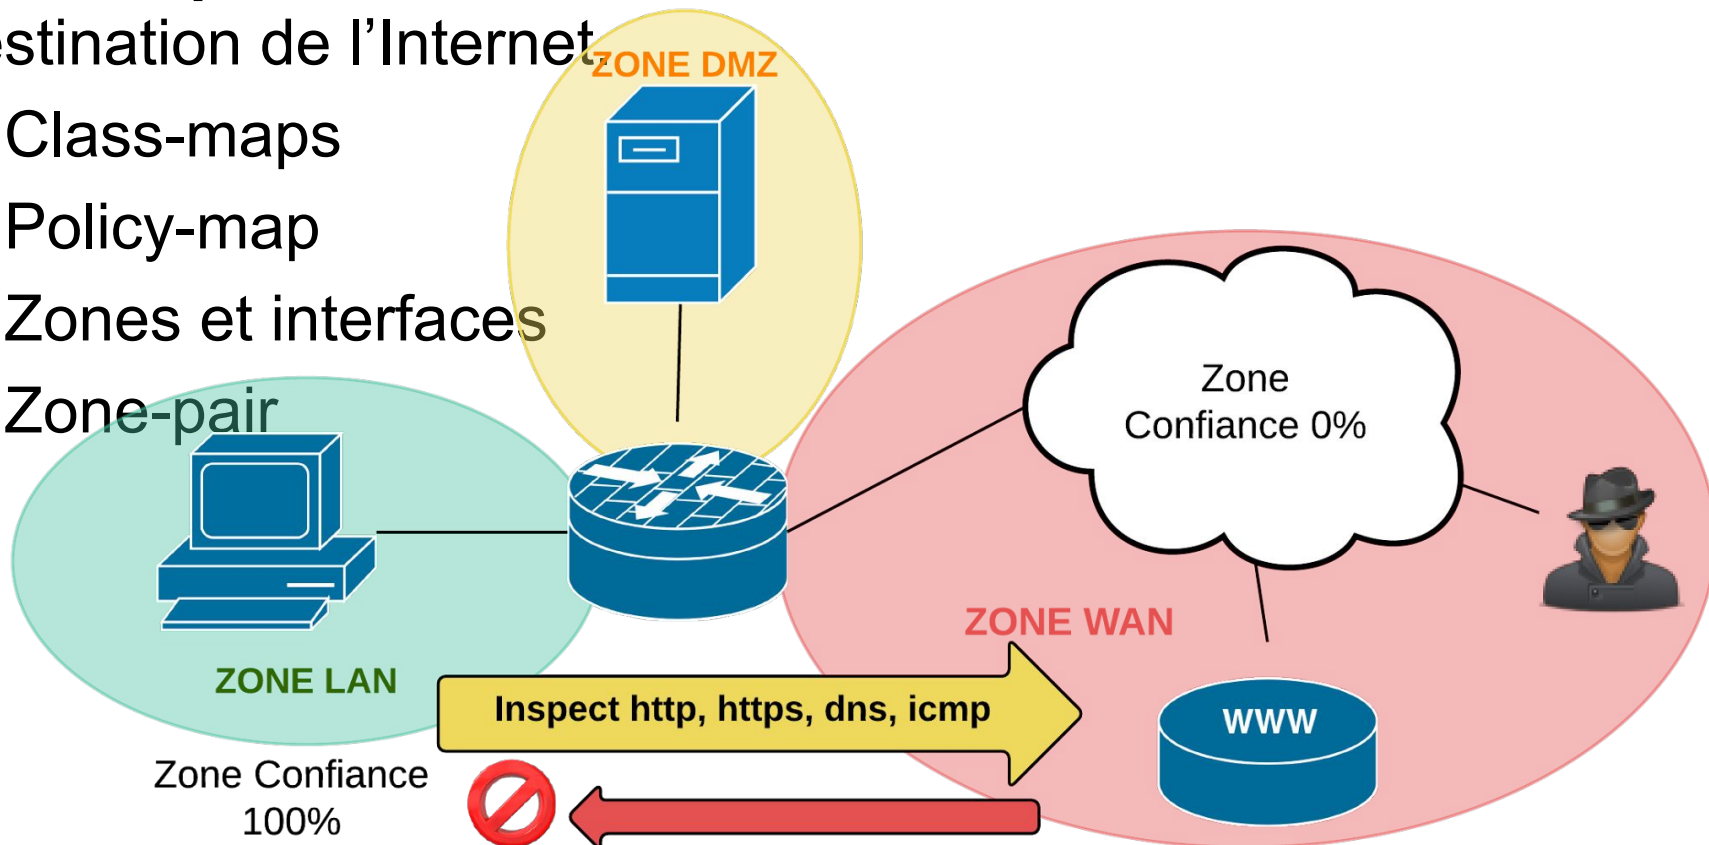 estination de l’Internet.
Class-maps
Policy-map
Zones et interfaces
Zone-pair
ZONE DMZ
Zone
Confiance 0%
ZONE WAN
ZONE LAN
Inspect http, https, dns, icmp
WWW
Zone Confiance
100%